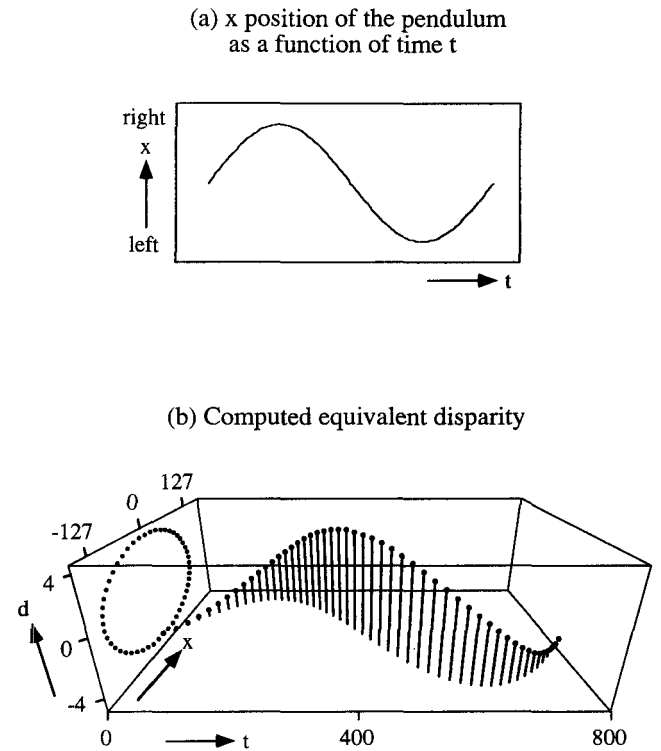 (a) x position of the pendulum
as a function of time t
right
x
left
t
(b) Computed equivalent disparity
127
0
-127
4
d
0
x
-4
0
t
400
800